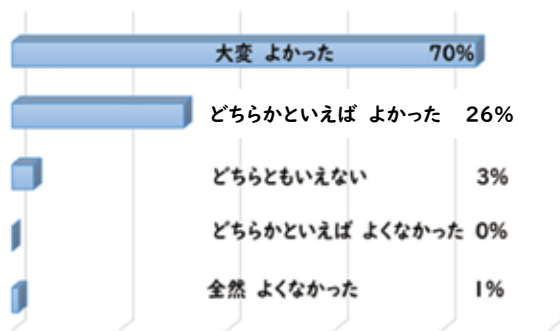 大変 よかった 70%
どちらかといえば よかった 26%
どちらともいえない 3%
どちらかといえば よくなかった 0%
全然 よくなかった 1%